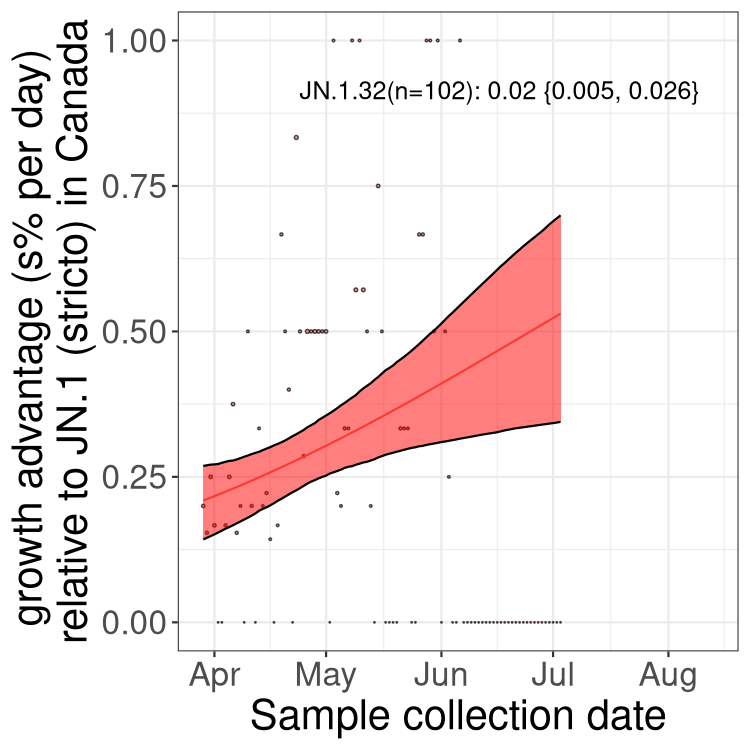 growth advantage (s% per day)
relative to JN.1 (stricto) in Canada
1.00
0.75
0.50
0.25
0.00
JN.1.32(n=102): 0.02 {0.005, 0.026}
Apr May Jun Jul Aug
Sample collection date